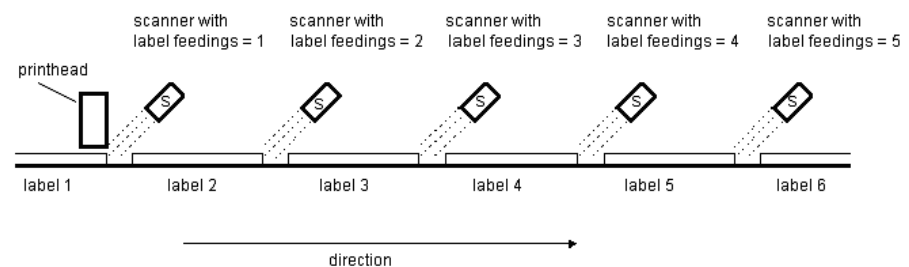 scanner with
label feedings = 1
scanner with
label feedings = 2
scanner with
label feedings = 3
scanner with
label feedings = 4
scanner with
label feedings = 5
printhead
S
S
S
S
S
label 1
label 2
label 3
label 4
label 5
label 6
direction